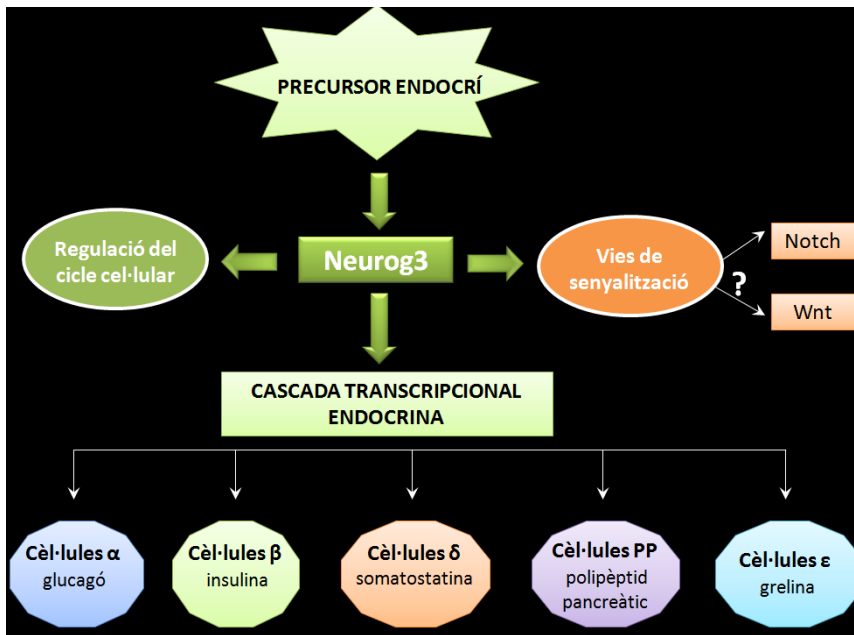 PRECURSOR ENDOCRÍ
Regulació del
cicle cel·lular
Neurog3
Vies de
senyalització
Notch
?
Wnt
CASCADA TRANSCRIPCIONAL
ENDOCRINA
Cèl·lules α
glucagó
Cèl·lules β
insulina
Cèl·lules δ
somatostatina
Cèl·lules PP
polipèptid
pancreàtic
Cèl·lules ε
grelina